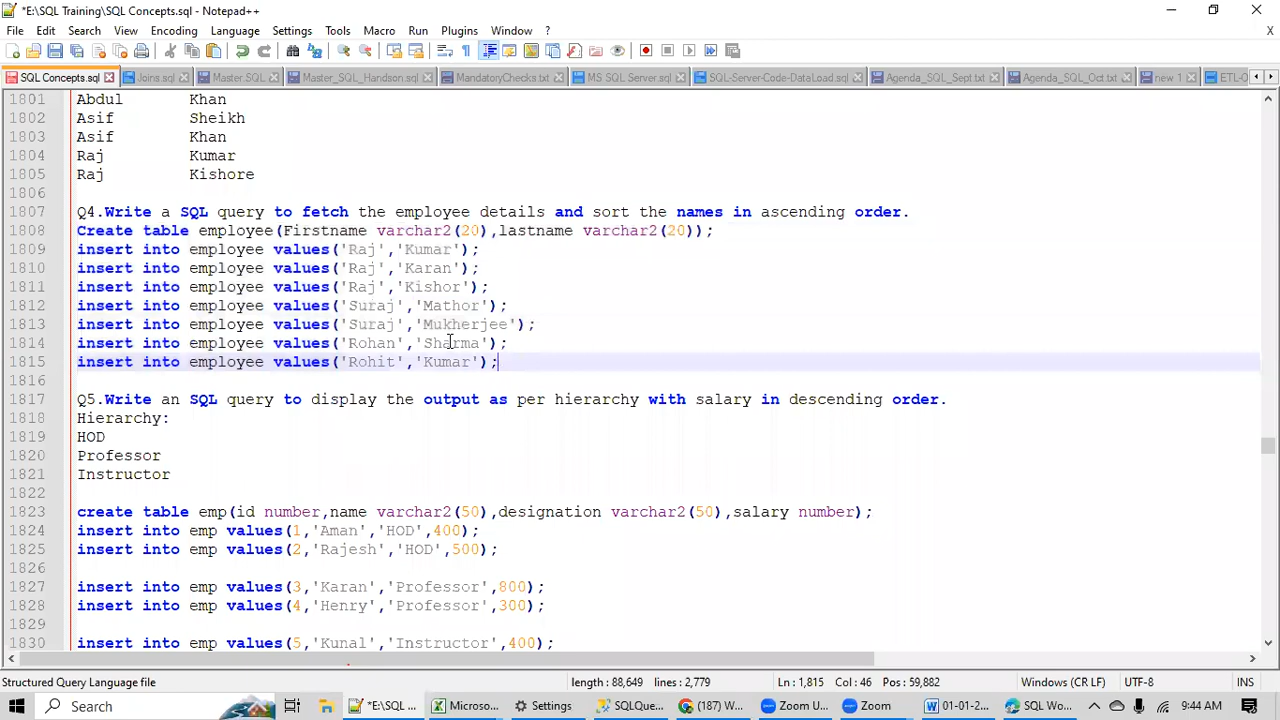 *E:\SQL Training\SQL Concepts.sql - Notepad++
File Edit Search View Encoding Language Settings Tools Macro Run Plugins Window ? X
SQL Concepts.sql Joins.sql Master.SQL Master_SQL_Handson.sql MandatoryChecks.txt MS SQL Server.sql Agenda_SQL_Sept.txt Agenda_SQL_Oct.txt new 1
1801 Abdul Khan
1802 Asif Sheikh
1803 Asif Khan
1804 Raj Kumar
1805 Raj Kishore
1806
1807 Q4.Write a SQL query to fetch the employee details and sort the names in ascending order.
1808 Create table employee(Firstname varchar2(20),lastname varchar2(20));
1809 insert into employee values('Raj','Kumar');
1810 insert into employee values('Raj','Karan');
1811 insert into employee values('Raj','Kishor');
1812 insert into employee values('Suraj','Mathor');
1813 insert into employee values('Suraj','Mukherjee');
1814 insert into employee values('Rohan','Sharma');
1815 insert into employee values('Rohit','Kumar');
1816
1817 Q5.Write an SQL query to display the output as per hierarchy with salary in descending order.
1818 Hierarchy:
1819 HOD
1820 Professor
1821 Instructor
1822
1823 create table emp(id number,name varchar2(50),designation varchar2(50),salary number);
1824 insert into emp values(1,'Aman','HOD',400);
1825 insert into emp values(2,'Rajesh','HOD',500);
1826
1827 insert into emp values(3,'Karan','Professor',800);
1828 insert into emp values(4,'Henry','Professor',300);
1829
1830 insert into emp values(5,'Kunal','Instructor',400);
Structured Query Language file length : 88,649 lines : 2,779 Ln : 1,815 Col : 46 Pos : 59,882 Windows (CR LF) UTF-8 INS
Search *E:\SQL ... Microso... Settings SQLQue... (187) W... Zoom U... Zoom 01-01-2... SQL Wo... 9:44 AM